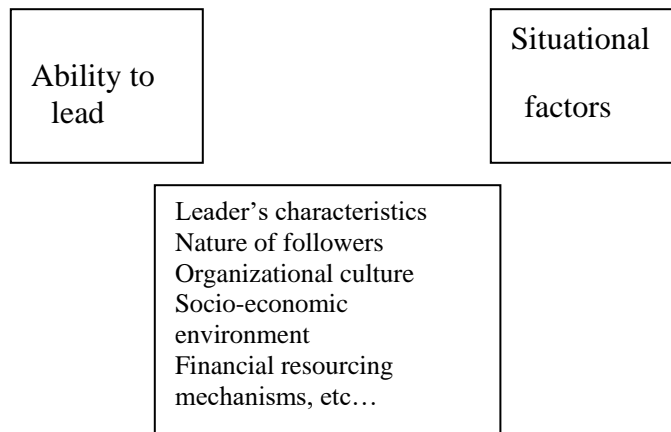 Ability to
lead
Situational
factors
Leader’s characteristics
Nature of followers
Organizational culture
Socio-economic
environment
Financial resourcing
mechanisms, etc…